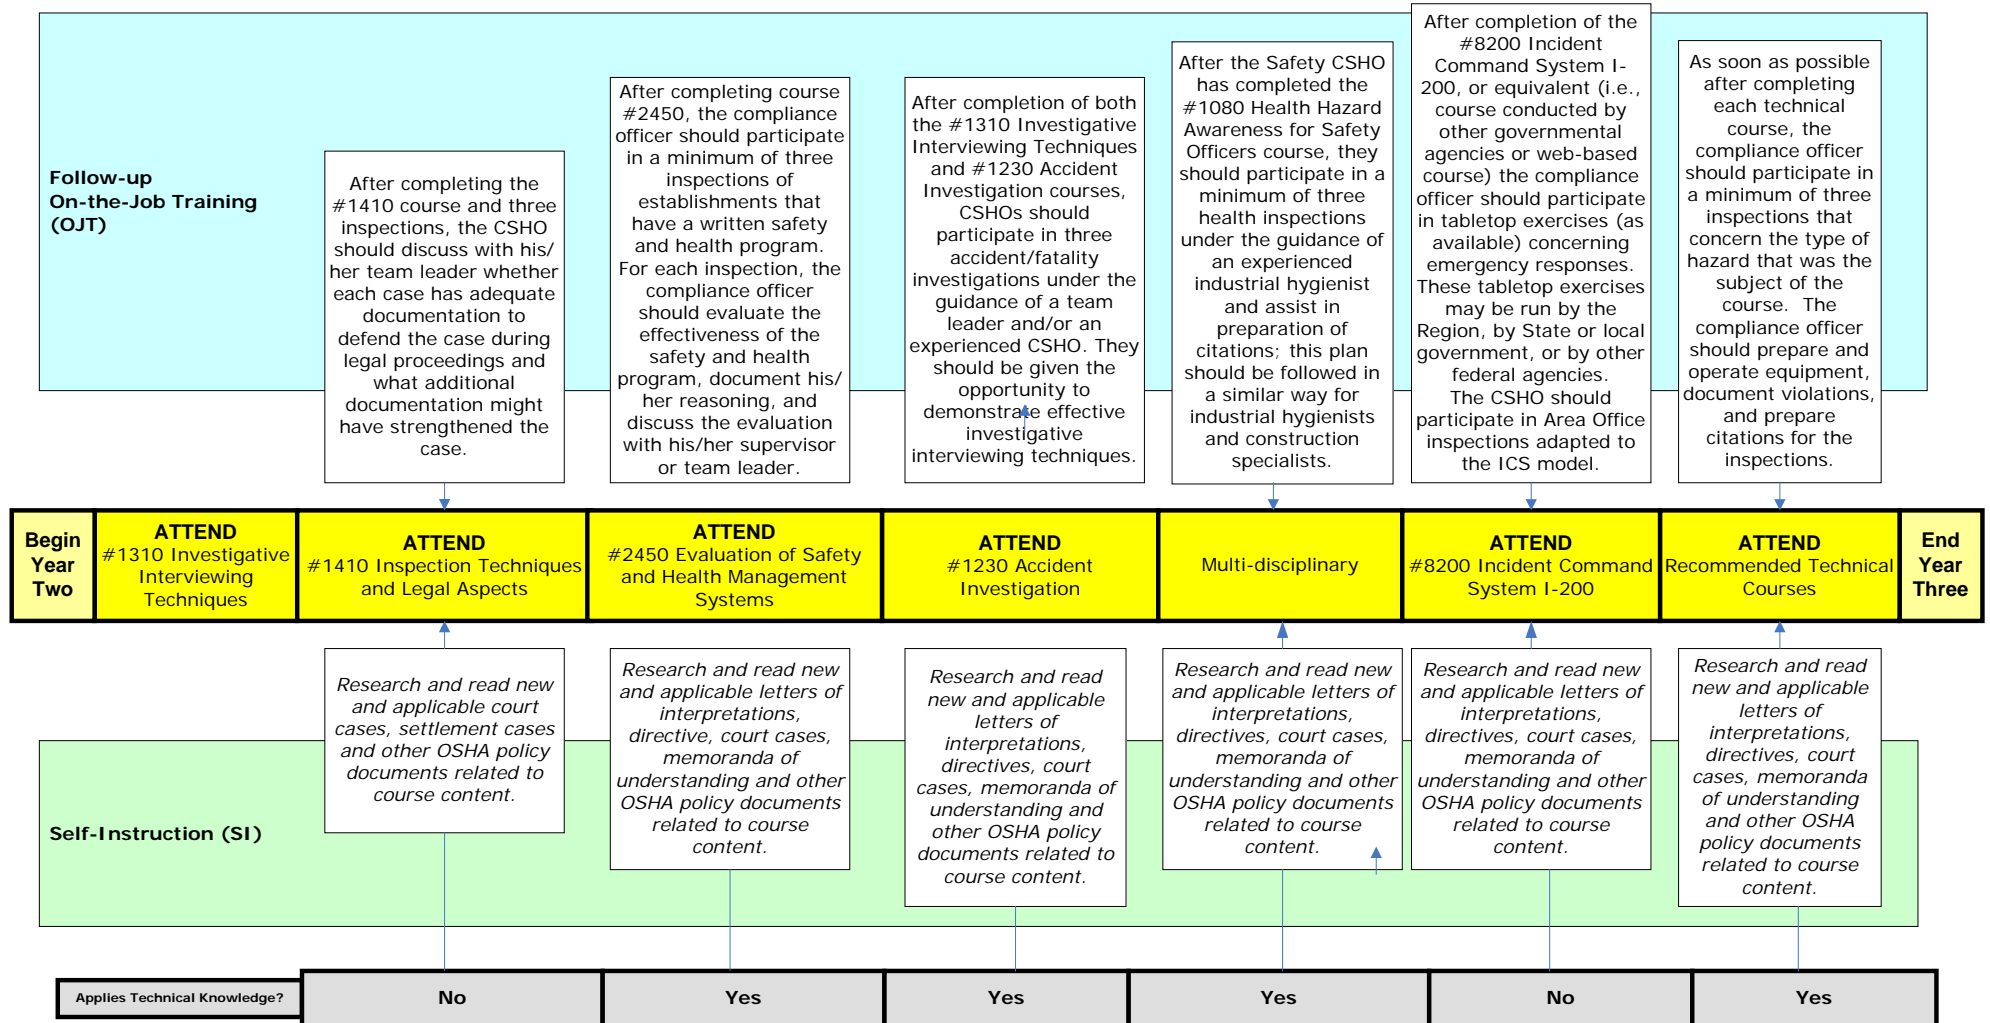 Follow-up
On-the-Job Training
(OJT)
After completing the
#1410 course and three
inspections, the CSHO
should discuss with his/
her team leader whether
each case has adequate
documentation to
defend the case during
legal proceedings and
what additional
documentation might
have strengthened the
case.
After completing course
#2450, the compliance
officer should participate
in a minimum of three
inspections of
establishments that
have a written safety
and health program.
For each inspection, the
compliance officer
should evaluate the
effectiveness of the
safety and health
program, document his/
her reasoning, and
discuss the evaluation
with his/her supervisor
or team leader.
After completion of both
the #1310 Investigative
Interviewing Techniques
and #1230 Accident
Investigation courses,
CSHOs should
participate in three
accident/fatality
investigations under the
guidance of a team
leader and/or an
experienced CSHO. They
should be given the
opportunity to
demonstrate effective
investigative
interviewing techniques.
After the Safety CSHO
has completed the
#1080 Health Hazard
Awareness for Safety
Officers course, they
should participate in a
minimum of three
health inspections
under the guidance of
an experienced
industrial hygienist
and assist in
preparation of
citations; this plan
should be followed in
a similar way for
industrial hygienists
and construction
specialists.
After completion of the
#8200 Incident
Command System I-
200, or equivalent (i.e.,
course conducted by
other governmental
agencies or web-based
course) the compliance
officer should participate
in tabletop exercises (as
available) concerning
emergency responses.
These tabletop exercises
may be run by the
Region, by State or local
government, or by other
federal agencies.
The CSHO should
participate in Area Office
inspections adapted to
the ICS model.
As soon as possible
after completing
each technical
course, the
compliance officer
should participate in
a minimum of three
inspections that
concern the type of
hazard that was the
subject of the
course. The
compliance officer
should prepare and
operate equipment,
document violations,
and prepare
citations for the
inspections.
Begin
Year
Two
ATTEND
#1310 Investigative
Interviewing
Techniques
ATTEND
#1410 Inspection Techniques
and Legal Aspects
ATTEND
#2450 Evaluation of Safety
and Health Management
Systems
ATTEND
#1230 Accident
Investigation
Multi-disciplinary
ATTEND
#8200 Incident Command
System I-200
ATTEND
Recommended Technical
Courses
End
Year
Three
Self-Instruction (SI)
Research and read new
and applicable court
cases, settlement cases
and other OSHA policy
documents related to
course content.
Research and read new
and applicable letters of
interpretations,
directive, court cases,
memoranda of
understanding and other
OSHA policy documents
related to course
content.
Research and read
new and applicable
letters of
interpretations,
directives, court
cases, memoranda of
understanding and
other OSHA policy
documents related to
course content.
Research and read new
and applicable letters of
interpretations,
directives, court cases,
memoranda of
understanding and other
OSHA policy documents
related to course
content.
Research and read new
and applicable letters of
interpretations,
directives, court cases,
memoranda of
understanding and other
OSHA policy documents
related to course
content.
Research and read
new and applicable
letters of
interpretations,
directives, court
cases, memoranda
of understanding
and other OSHA
policy documents
related to course
content.
Applies Technical Knowledge?
No
Yes
Yes
Yes
No
Yes